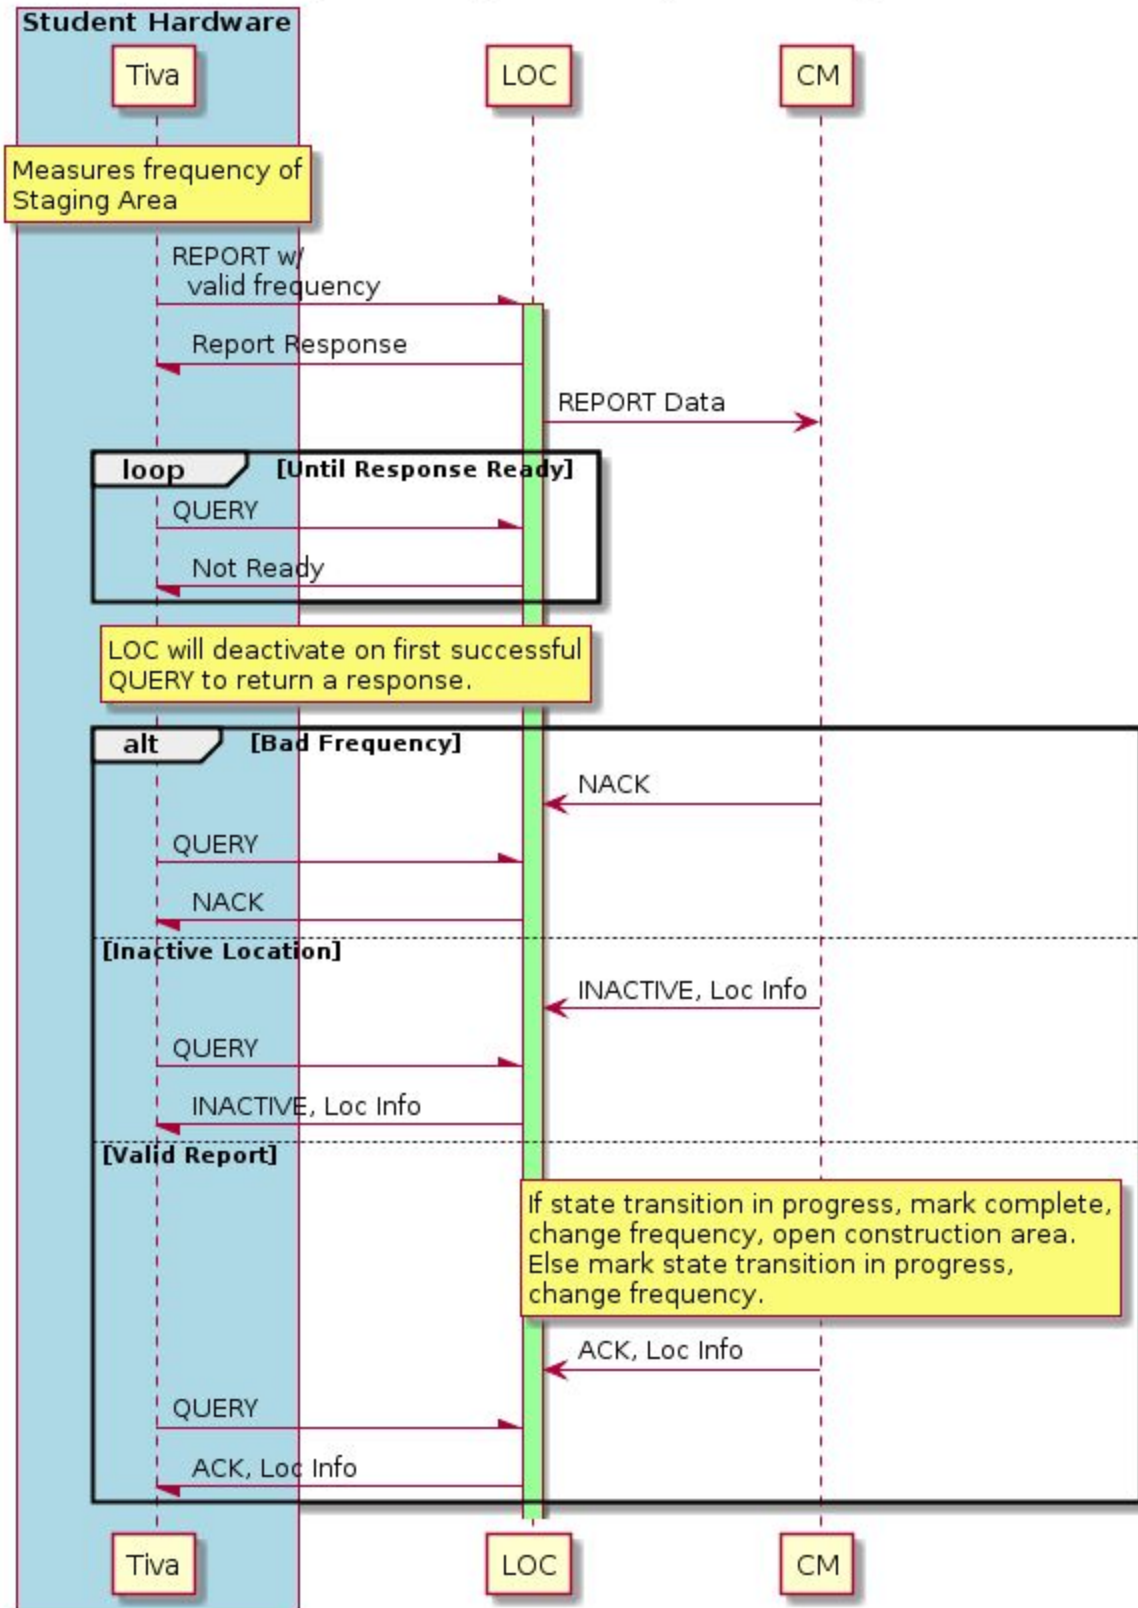 Student Hardware
Tiva
LOC
CM
Measures frequency of
Staging Area
REPORT w/
valid frequency
Report Response
REPORT Data
loop
[Until Response Ready]
QUERY
Not Ready
LOC will deactivate on first successful
QUERY to return a response.
alt
[Bad Frequency]
NACK
QUERY
NACK
[Inactive Location]
INACTIVE, Loc Info
QUERY
INACTIVE, Loc Info
[Valid Report]
If state transition in progress, mark complete,
change frequency, open construction area.
Else mark state transition in progress,
change frequency.
ACK, Loc Info
QUERY
ACK, Loc Info
Tiva
LOC
CM